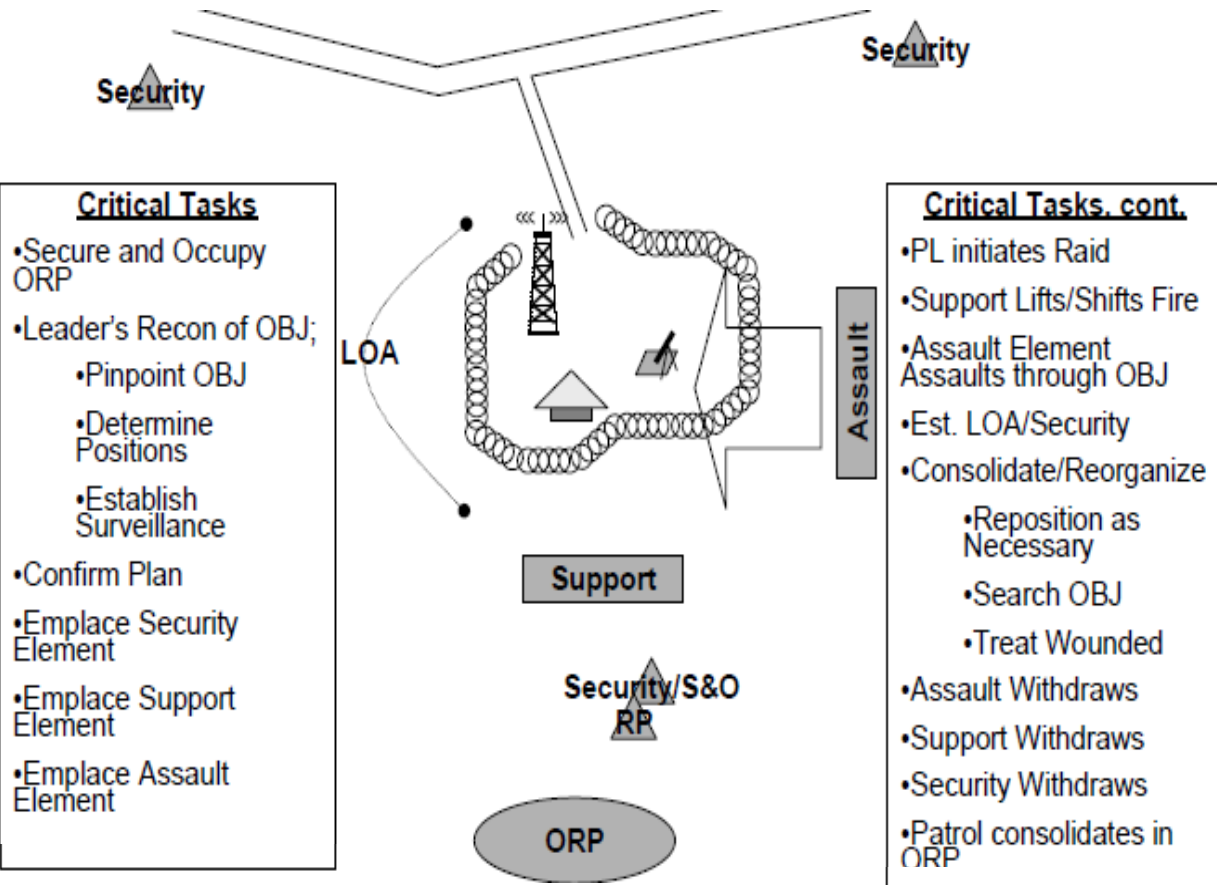 Security
Security
Critical Tasks
•Secure and Occupy
ORP
•Leader's Recon of OBJ;
•Pinpoint OBJ
•Determine
Positions
•Establish
Surveillance
•Confirm Plan
•Emplace Security
Element
•Emplace Support
Element
•Emplace Assault
Element
LOA
Assault
Support
Security/S&O
RP
ORP
Critical Tasks, cont.
•PL initiates Raid
•Support Lifts/Shifts Fire
•Assault Element
Assaults through OBJ
•Est. LOA/Security
•Consolidate/Reorganize
•Reposition as
Necessary
•Search OBJ
•Treat Wounded
•Assault Withdraws
•Support Withdraws
•Security Withdraws
•Patrol consolidates in
ORP